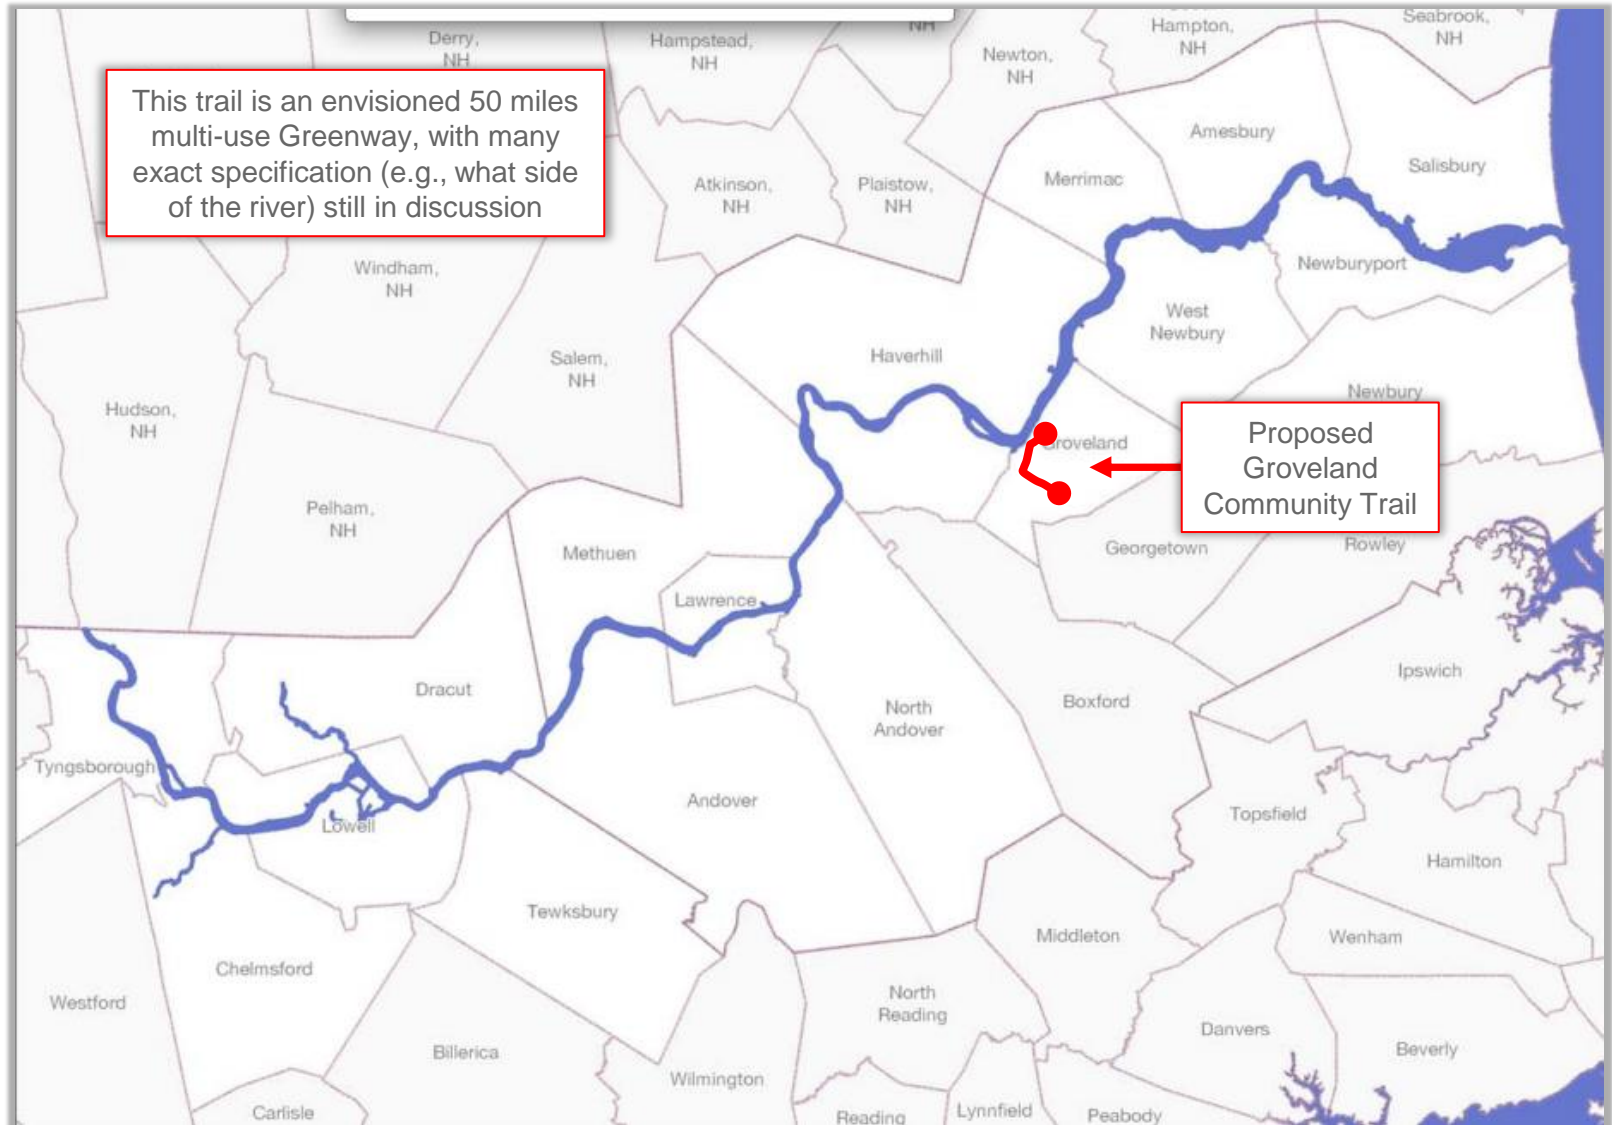 Derry,
NH
Hampstead,
NH
NH
Newton,
NH
Hampton,
NH
Seabrook,
NH
This trail is an envisioned 50 miles
multi-use Greenway, with many
exact specification (e.g., what side
of the river) still in discussion
Amesbury
Salisbury
Merrimac
Atkinson,
NH
Plaistow,
NH
Windham,
NH
Newburyport
West
Newbury
Salem,
NH
Haverhill
Newbury
Hudson,
NH
Groveland
Proposed
Groveland
Community Trail
Pelham,
NH
Methuen
Georgetown
Rowley
Lawrence
Ipswich
Dracut
Boxford
North
Andover
Tyngsborough
Andover
Topsfield
Lowell
Hamilton
Tewksbury
Middleton
Wenham
Chelmsford
Westford
North
Reading
Danvers
Beverly
Billerica
Wilmington
Carlisle
Reading
Lynnfield
Peabody